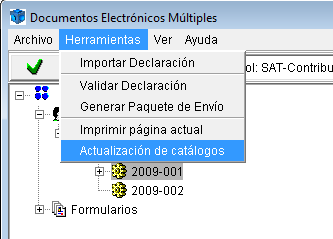 Documentos Electrónicos Múltiples
Archivo Herramientas Ver Ayuda
Importar Declaración
ol: SAT-Contribu
Validar Declaración
Generar Paquete de Envío
Imprimir página actual
Actualización de catálogos
2009-001
2009-002
Formularios